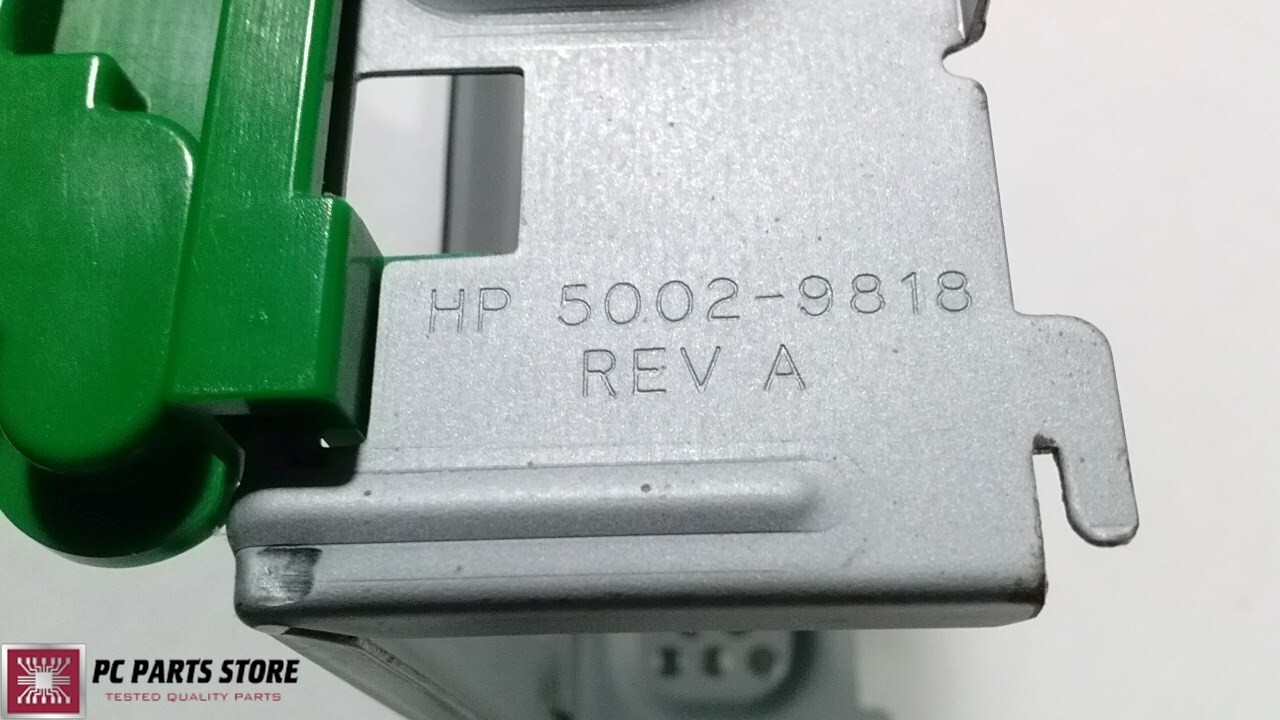 HP 5002-9818
REV A
PC PARTS STORE
TESTED QUALITY PARTS